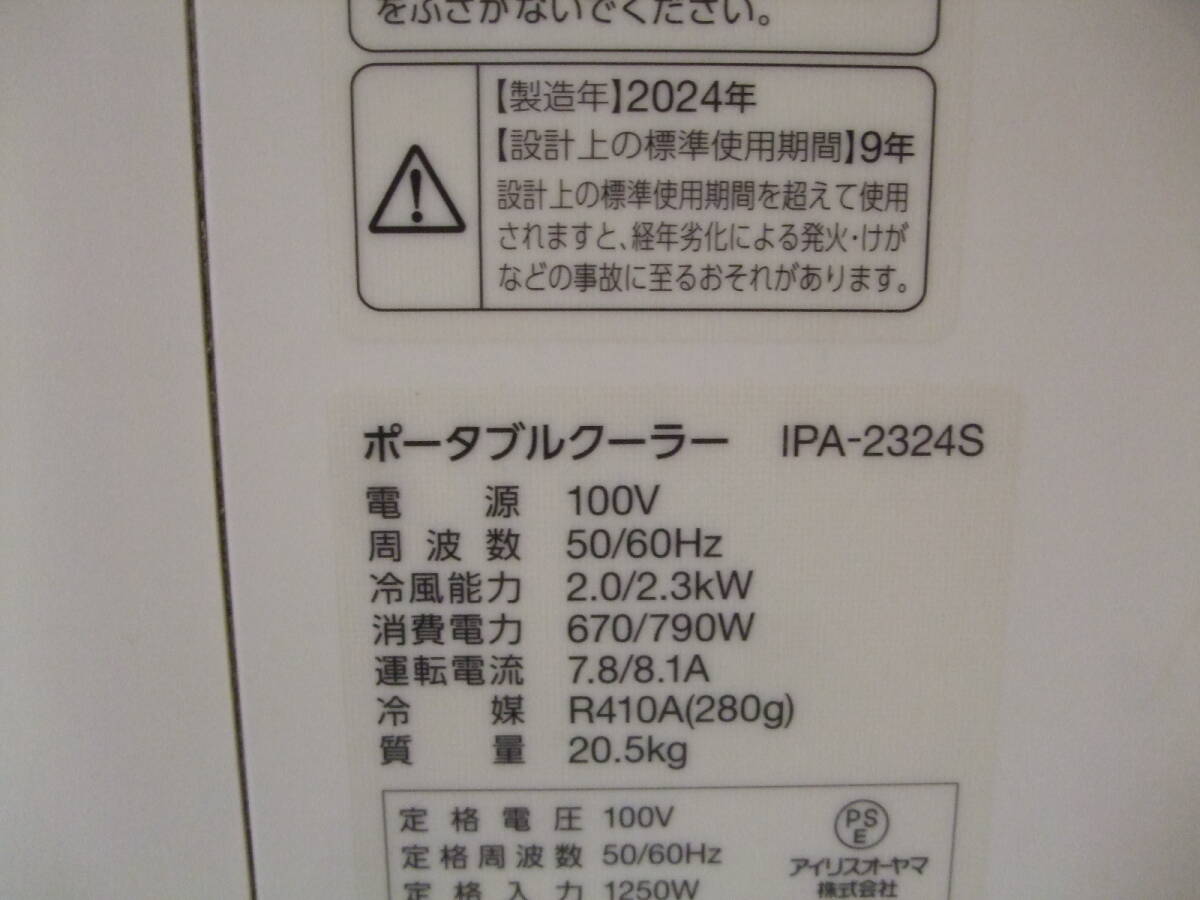 をふさがないでください。
【製造年】2024年
【設計上の標準使用期間】9年
設計上の標準使用期間を超えて使用
されますと、経年劣化による発火・けが
などの事故に至るおそれがあります。
ポータブルクーラー IPA-2324S
電源 100V
周波数 50/60Hz
冷風能力 2.0/2.3kW
消費電力 670/790W
運転電流 7.8/8.1A
冷媒 R410A(280g)
質量 20.5kg
定格電圧 100V
定格周波数 50/60Hz
定格入力 1250W
PS
E
アイリスオーヤマ
株式会社